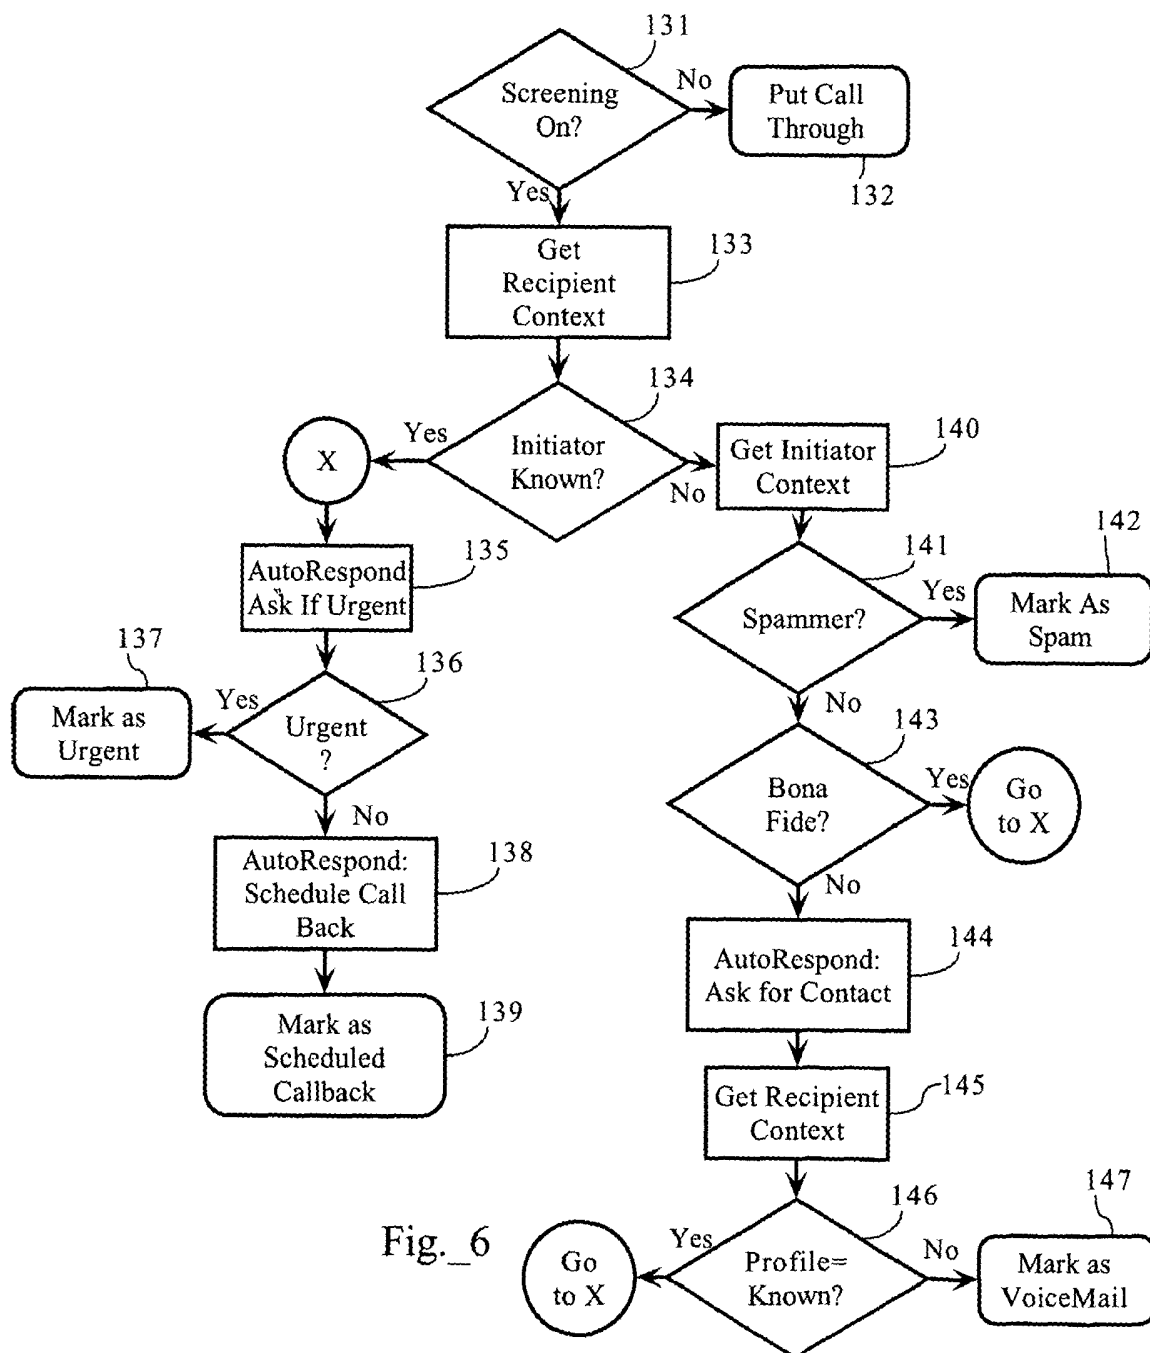 131
Screening
On?
No
Put Call
Through
132
Yes
Get
Recipient
Context
133
134
Initiator
Known?
Yes
X
No
Get Initiator
Context
140
AutoRespond
Ask If Urgent
135
141
Spammer?
Yes
142
Mark As
Spam
137
136
Urgent
?
Yes
Mark as
Urgent
No
143
Bona
Fide?
Yes
Go
to X
No
AutoRespond:
Schedule Call
Back
138
No
AutoRespond:
Ask for Contact
144
Mark as
Scheduled
Callback
139
Get Recipient
Context
145
146
Profile=
Known?
147
Fig._6
Yes
Go
to X
No
Mark as
VoiceMail